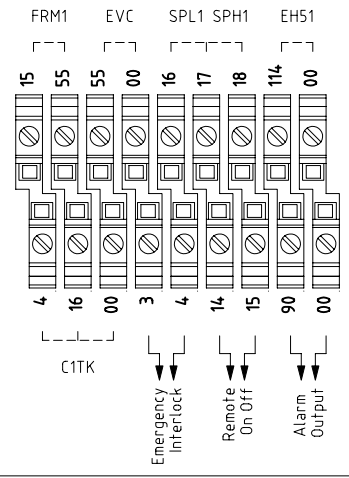 FRM1 EVC SPL1 SPH1 EH51
15 55 55 00 16 17 18 114 00
4 16 00 3 4 14 15 90 00
C1TK
Emergency
Interlock
Remote
On Off
Alarm
Output